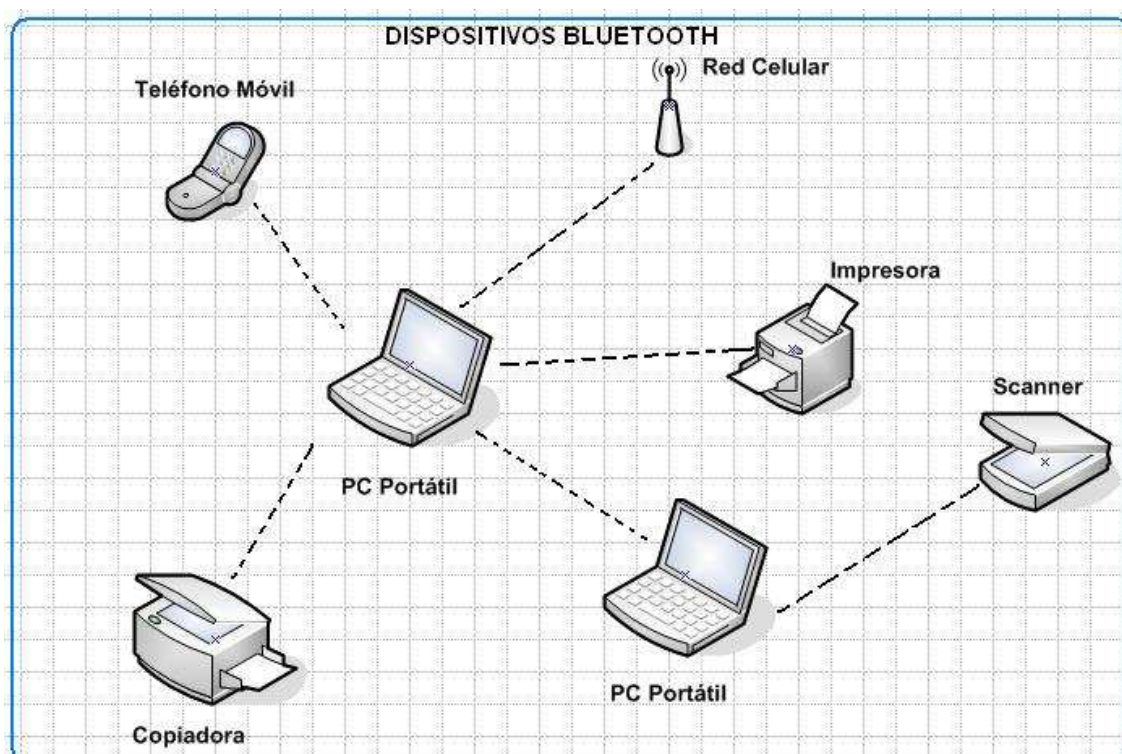 DISPOSITIVOS BLUETOOTH
Red Celular
Teléfono Móvil
Impresora
Scanner
PC Portátil
PC Portátil
Copiadora